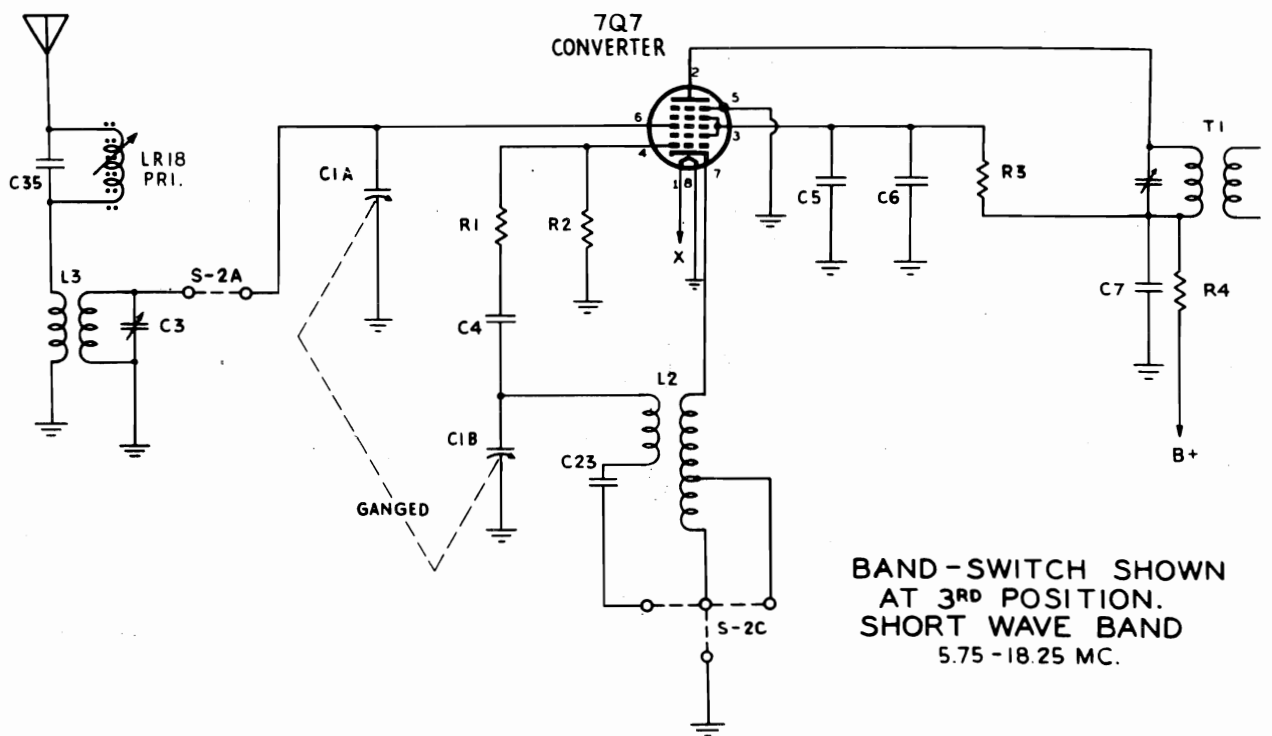 7Q7
CONVERTER
2
5
6
3
4
1 8 7
T1
LR18
PRI.
C35
C1A
R1
R2
X
C5
C6
R3
L3
S-2A
C3
C4
C7
R4
L2
C1B
C23
B+
GANGED
S-2C
BAND-SWITCH SHOWN
AT 3RD POSITION.
SHORT WAVE BAND
5.75-18.25 MC.